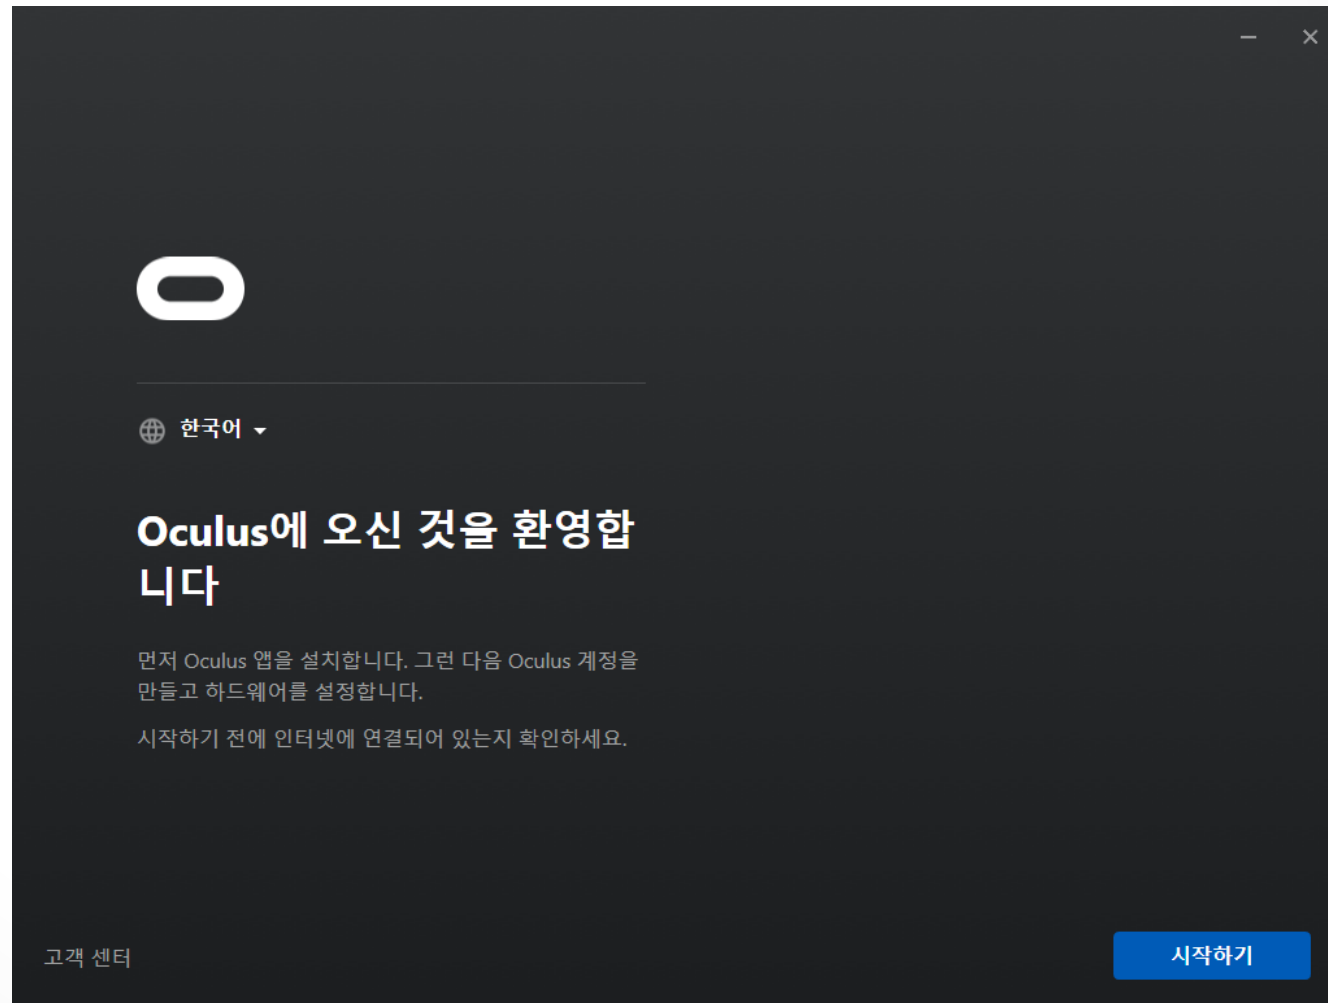 한국어
Oculus에 오신 것을 환영합
니다
먼저 Oculus 앱을 설치합니다. 그런 다음 Oculus 계정을
만들고 하드웨어를 설정합니다.
시작하기 전에 인터넷에 연결되어 있는지 확인하세요.
고객 센터
시작하기